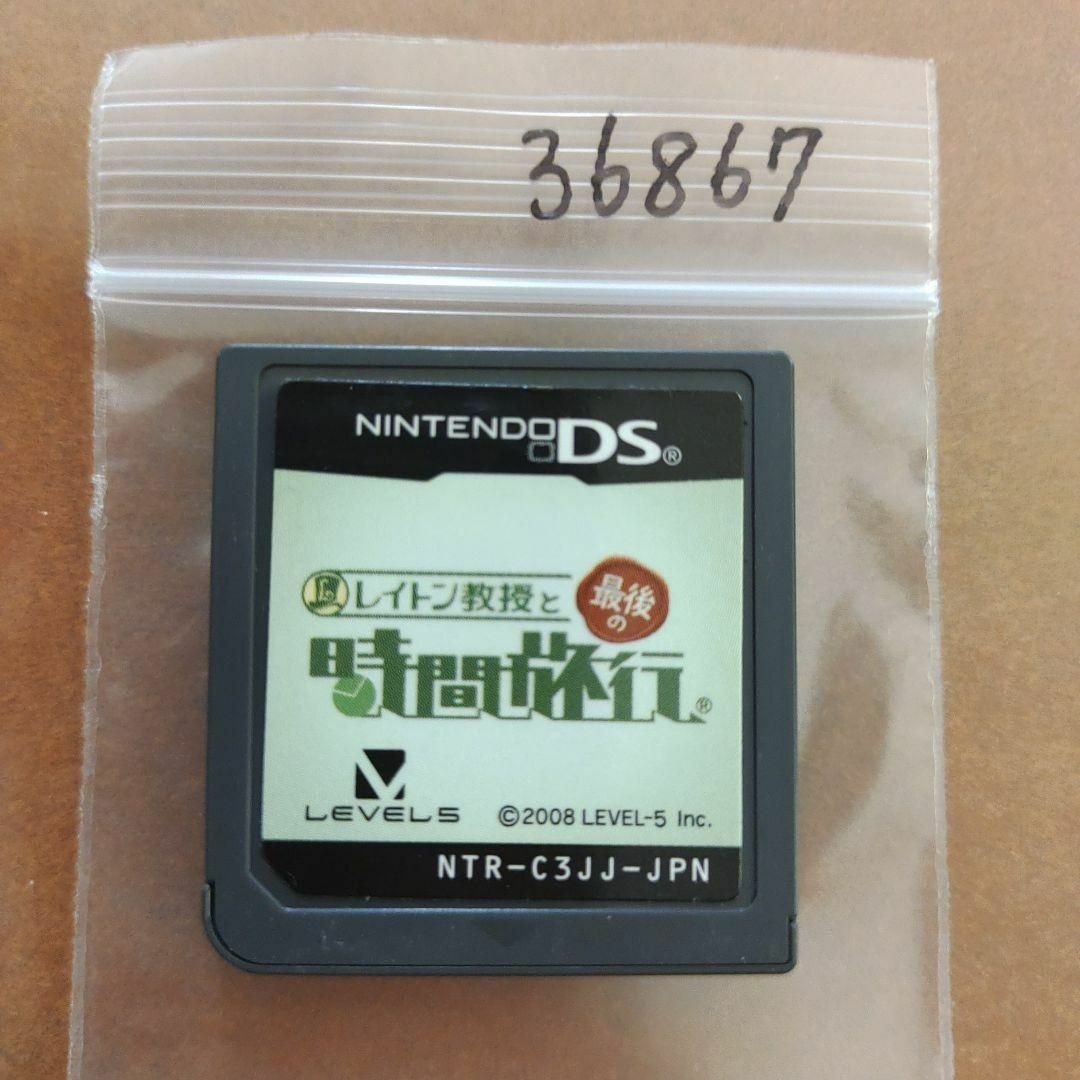 36867
NINTENDO DS®
レイトン教授と
最後の
時間旅行®
LEVEL5
©2008 LEVEL-5 Inc.
NTR-C3JJ-JPN